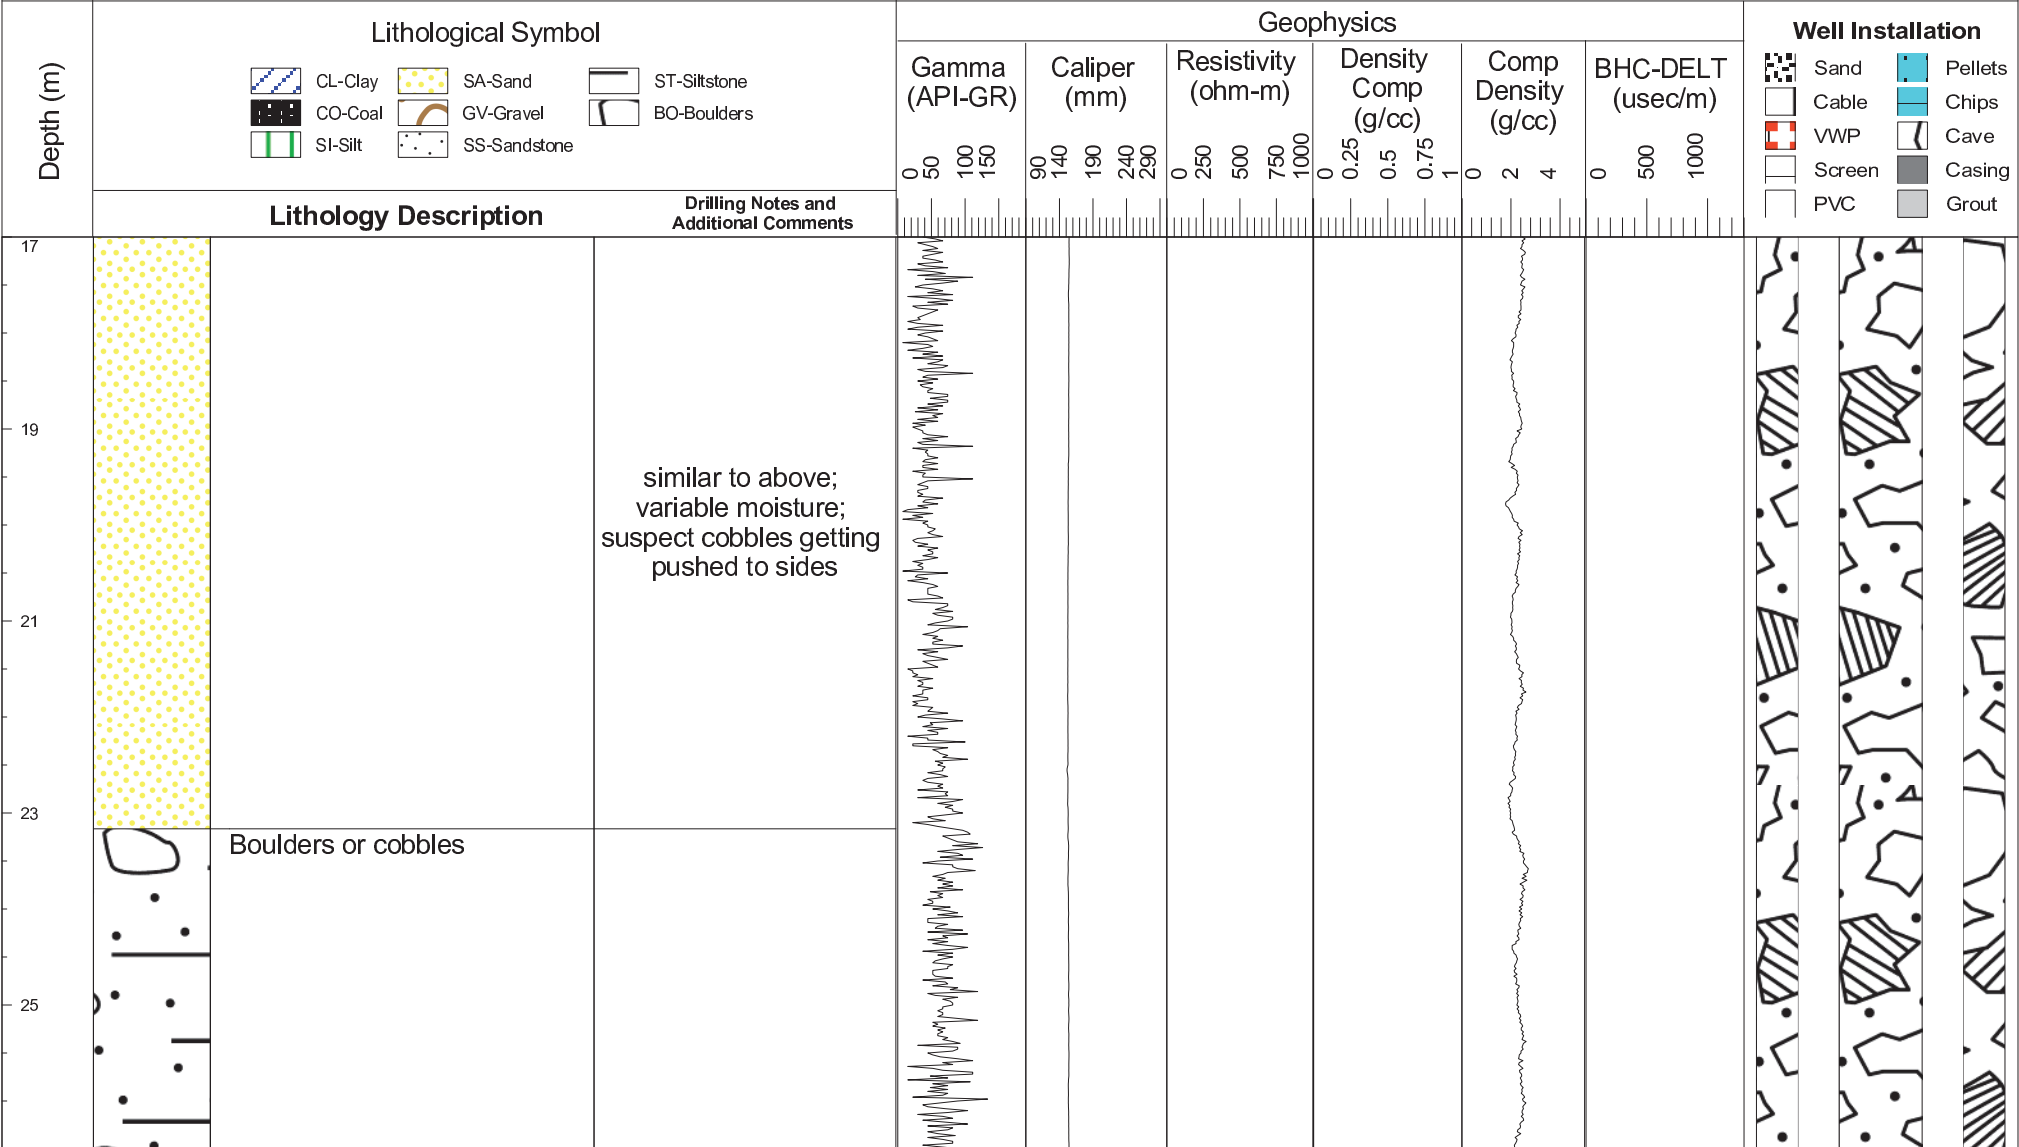 Depth (m)
Lithological Symbol
CL-Clay
SA-Sand
ST-Siltstone
CO-Coal
GV-Gravel
BO-Boulders
SI-Silt
SS-Sandstone
Lithology Description
Drilling Notes and
Additional Comments
Geophysics
Gamma
(API-GR)
0 50 100 150
Caliper
(mm)
90 140 190 240 290
Resistivity
(ohm-m)
0 250 500 750 1000
Density
Comp
(g/cc)
0 0.25 0.5 0.75 1
Comp
Density
(g/cc)
0 2 4
BHC-DELT
(usec/m)
0 500 1000
Well Installation
Sand
Pellets
Cable
Chips
VWP
Cave
Screen
Casing
PVC
Grout
17
19
similar to above;
variable moisture;
suspect cobbles getting
pushed to sides
21
23
Boulders or cobbles
25